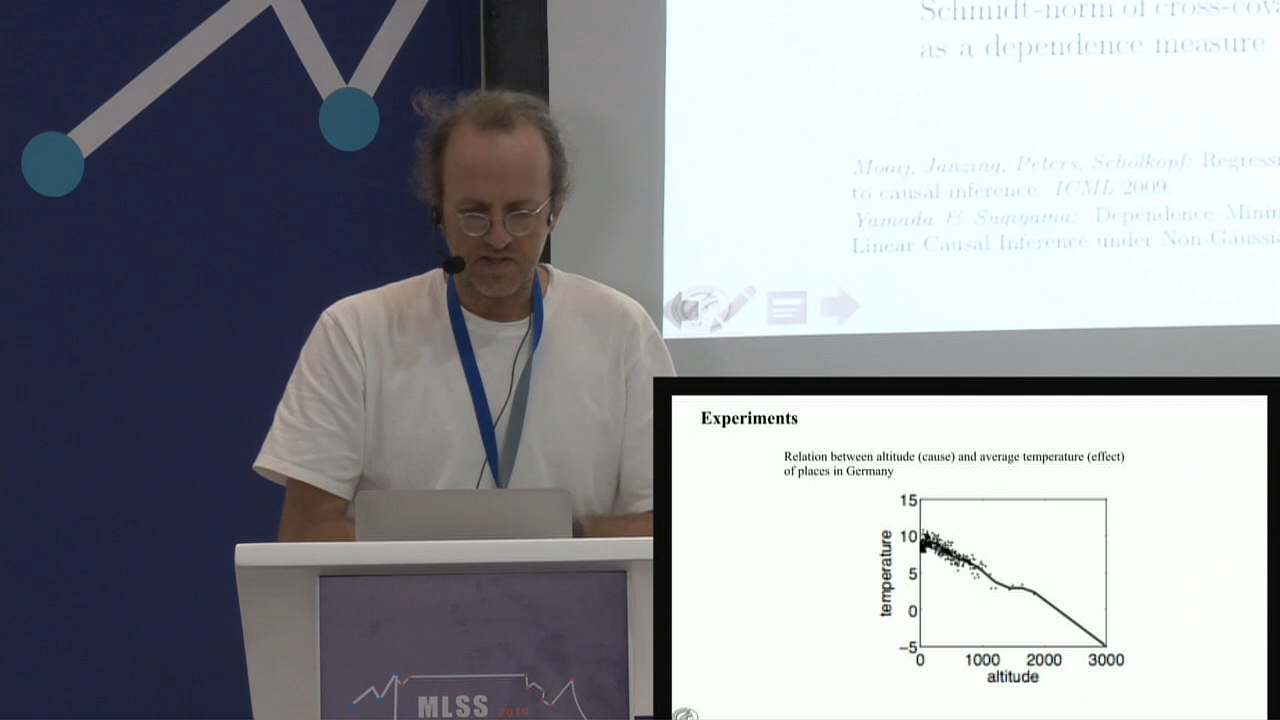 Schmidt-norm of
as a dependence measure
Mooij, Janzing, Peters, Schölkopf: Regressi
to causal inference. ICML 2009.
Yamada & Sugiyama: Dependence Minim
Linear Causal Inference under Non-Gaussia
Experiments
Relation between altitude (cause) and average temperature (effect)
of places in Germany
15
10
5
0
−5
temperature
0 1000 2000 3000
altitude
MLSS